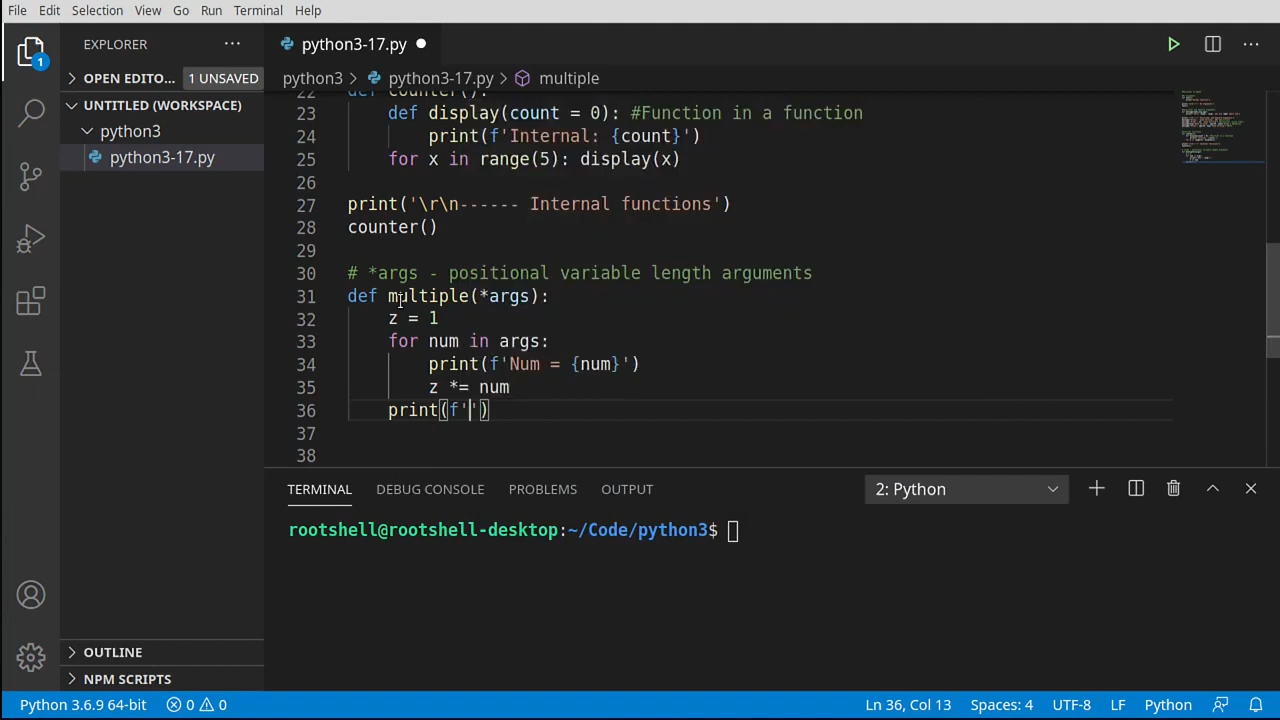 File Edit Selection View Go Run Terminal Help
EXPLORER ··· python3-17.py
1
OPEN EDITO... 1 UNSAVED python3 > python3-17.py > multiple
UNTITLED (WORKSPACE)
python3
python3-17.py
22 def counter():
23 def display(count = 0): #Function in a function
24 print(f'Internal: {count}')
25 for x in range(5): display(x)
26
27 print('\r\n------ Internal functions')
28 counter()
29
30 # *args - positional variable length arguments
31 def multiple(*args):
32 z = 1
33 for num in args:
34 print(f'Num = {num}')
35 z *= num
36 print(f'')
37
38
TERMINAL DEBUG CONSOLE PROBLEMS OUTPUT 2: Python
rootshell@rootshell-desktop:~/Code/python3$
OUTLINE
NPM SCRIPTS
Python 3.6.9 64-bit 0 0 Ln 36, Col 13 Spaces: 4 UTF-8 LF Python